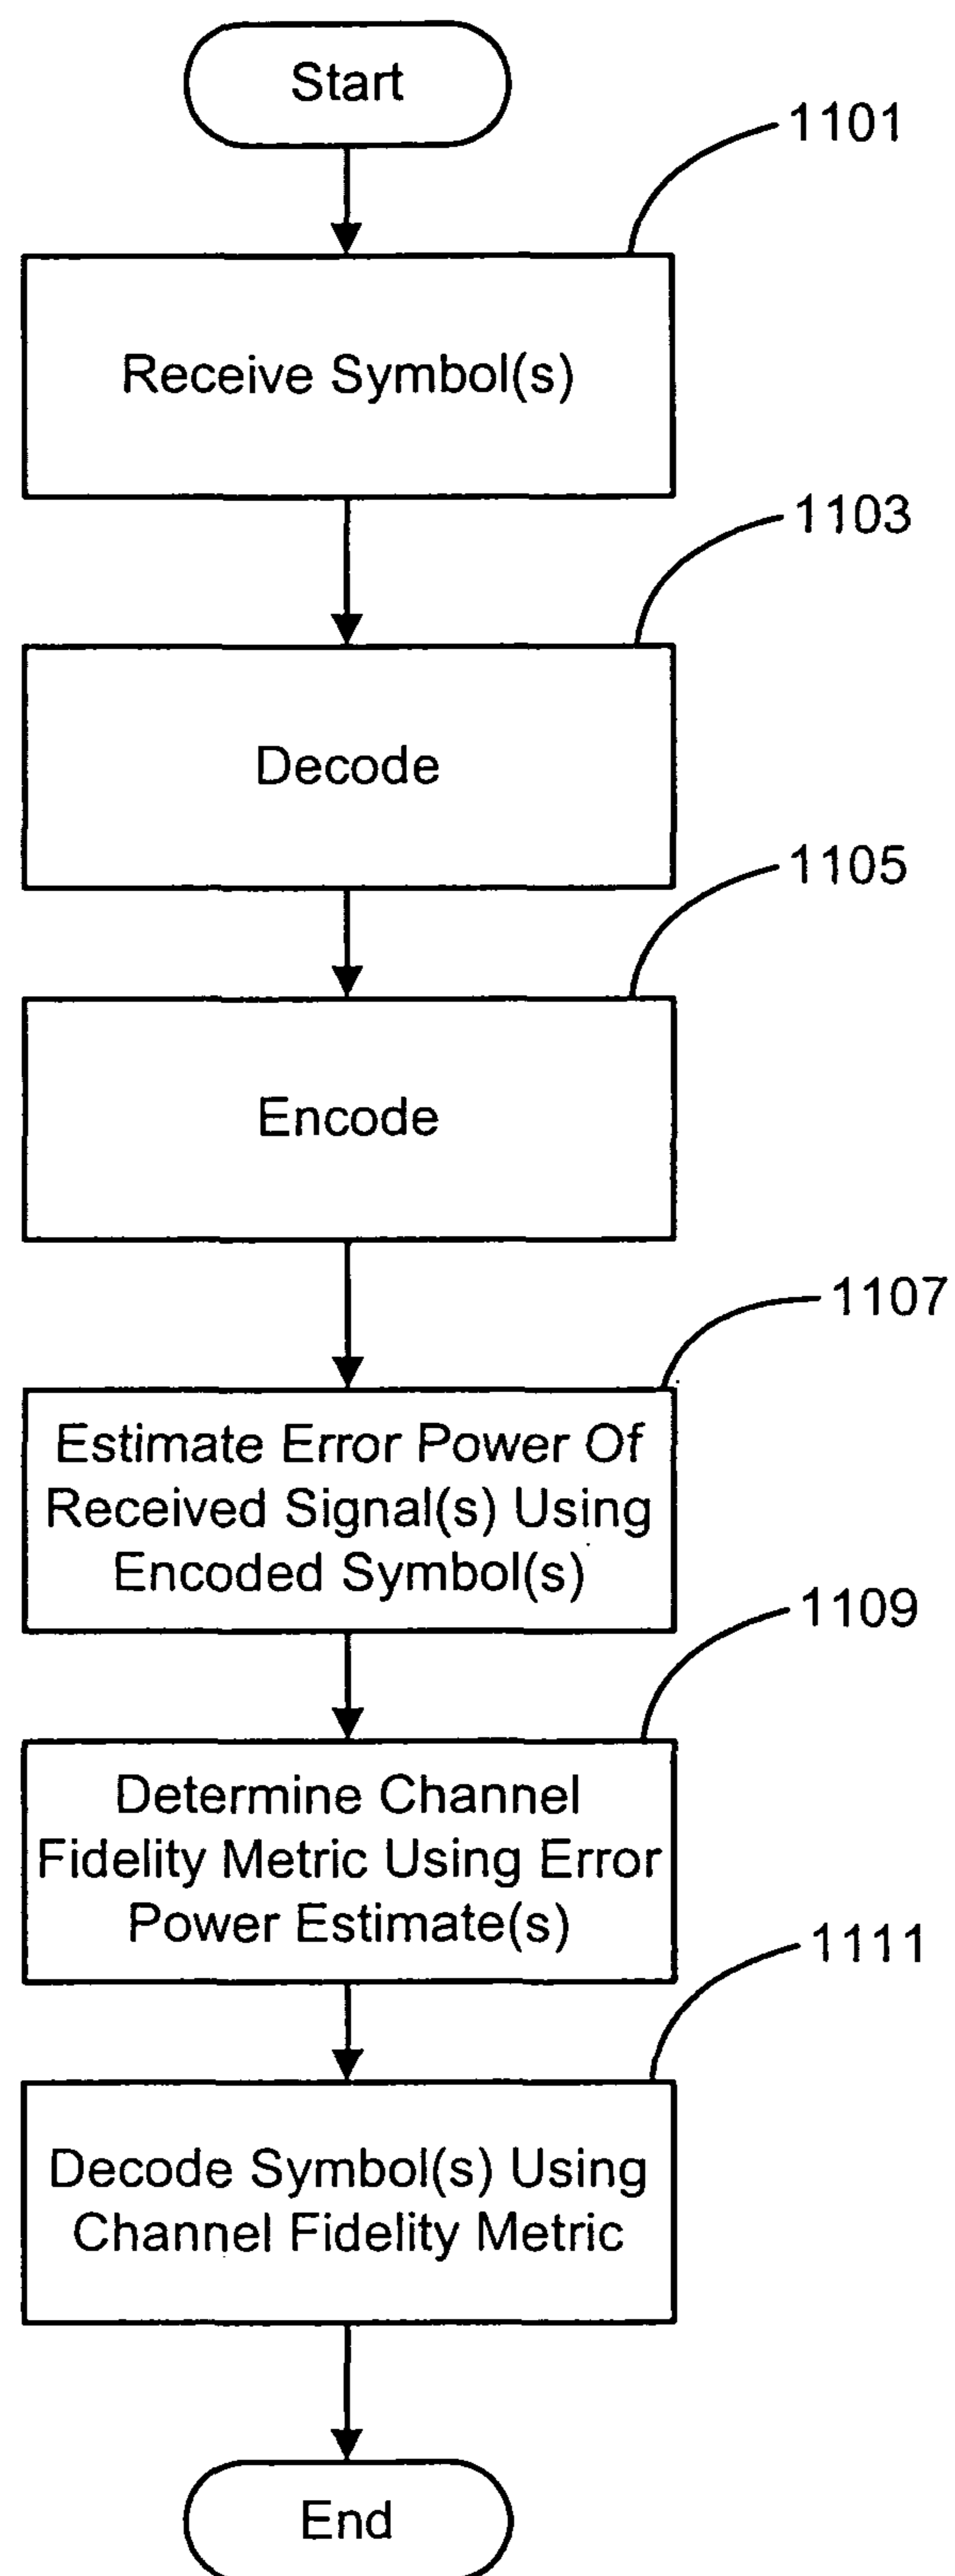 Start
1101
Receive Symbol(s)
1103
Decode
1105
Encode
1107
Estimate Error Power Of
Received Signal(s) Using
Encoded Symbol(s)
1109
Determine Channel
Fidelity Metric Using Error
Power Estimate(s)
1111
Decode Symbol(s) Using
Channel Fidelity Metric
End